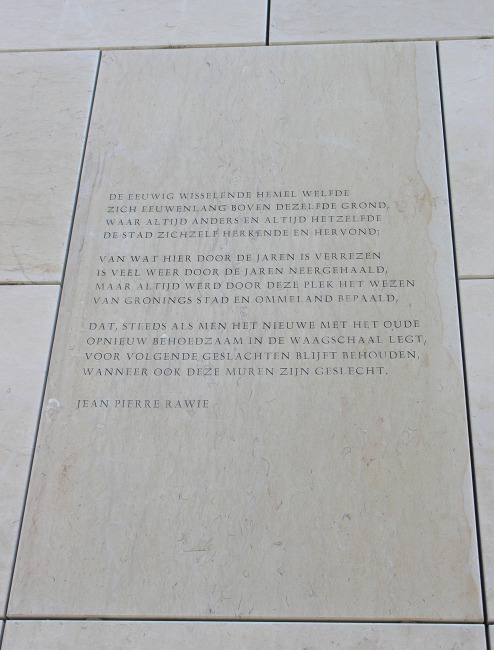 DE EEUWIG WISSELENDE HEMEL WELFDE
ZICH EEUWENLANG BOVEN DEZELFDE GROND,
WAAR ALTIJD ANDERS EN ALTIJD HETZELFDE
DE STAD ZICHZELF HERKENDE EN HERVOND:
VAN WAT HIER DOOR DE JAREN IS VERREZEN
IS VEEL WEER DOOR DE JAREN NEERGEHAALD,
MAAR ALTIJD WERD DOOR DEZE PLEK HET WEZEN
VAN GRONINGS STAD EN OMMELAND BEPAALD,
DAT, STEEDS ALS MEN HET NIEUWE MET HET OUDE
OPNIEUW BEHOEDZAAM IN DE WAAGSCHAAL LEGT,
VOOR VOLGENDE GESLACHTEN BLIJFT BEHOUDEN,
WANNEER OOK DEZE MUREN ZIJN GESLECHT.
JEAN PIERRE RAWIE